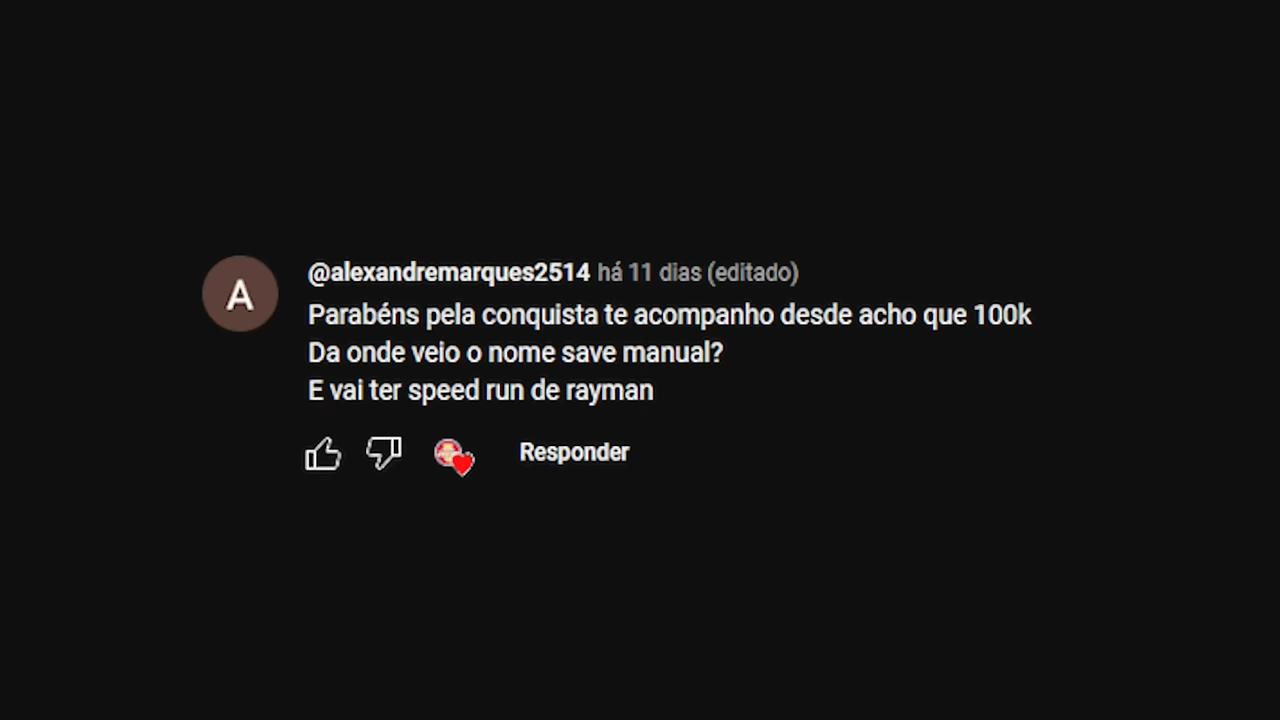 A
@alexandremarques2514 há 11 dias (editado)
Parabéns pela conquista te acompanho desde acho que 100k
Da onde veio o nome save manual?
E vai ter speed run de rayman
Responder